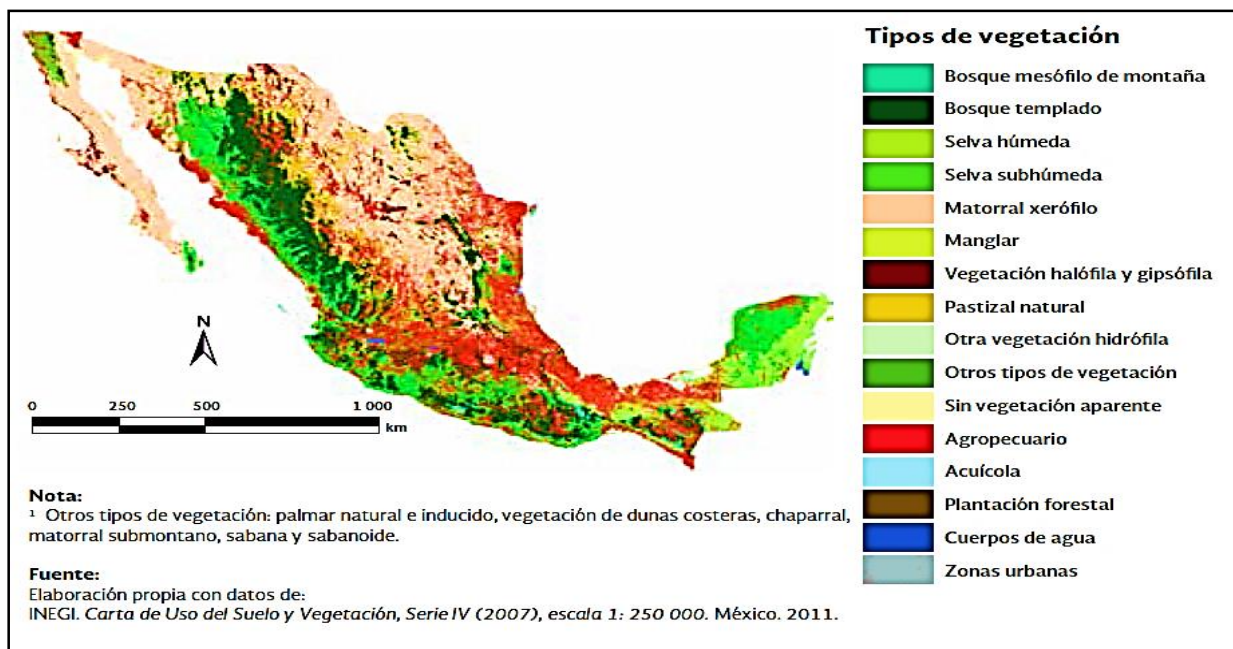 Tipos de vegetación
Bosque mesófilo de montaña
Bosque templado
Selva húmeda
Selva subhúmeda
Matorral xerófilo
Manglar
Vegetación halófila y gipsófila
Pastizal natural
Otra vegetación hidrófila
Otros tipos de vegetación
Sin vegetación aparente
Agropecuario
Acuícola
Plantación forestal
Cuerpos de agua
Zonas urbanas
N
0 250 500 1 000
km
Nota:
¹ Otros tipos de vegetación: palmar natural e inducido, vegetación de dunas costeras, chaparral,
matorral submontano, sabana y sabanoide.
Fuente:
Elaboración propia con datos de:
INEGI. Carta de Uso del Suelo y Vegetación, Serie IV (2007), escala 1: 250 000. México. 2011.